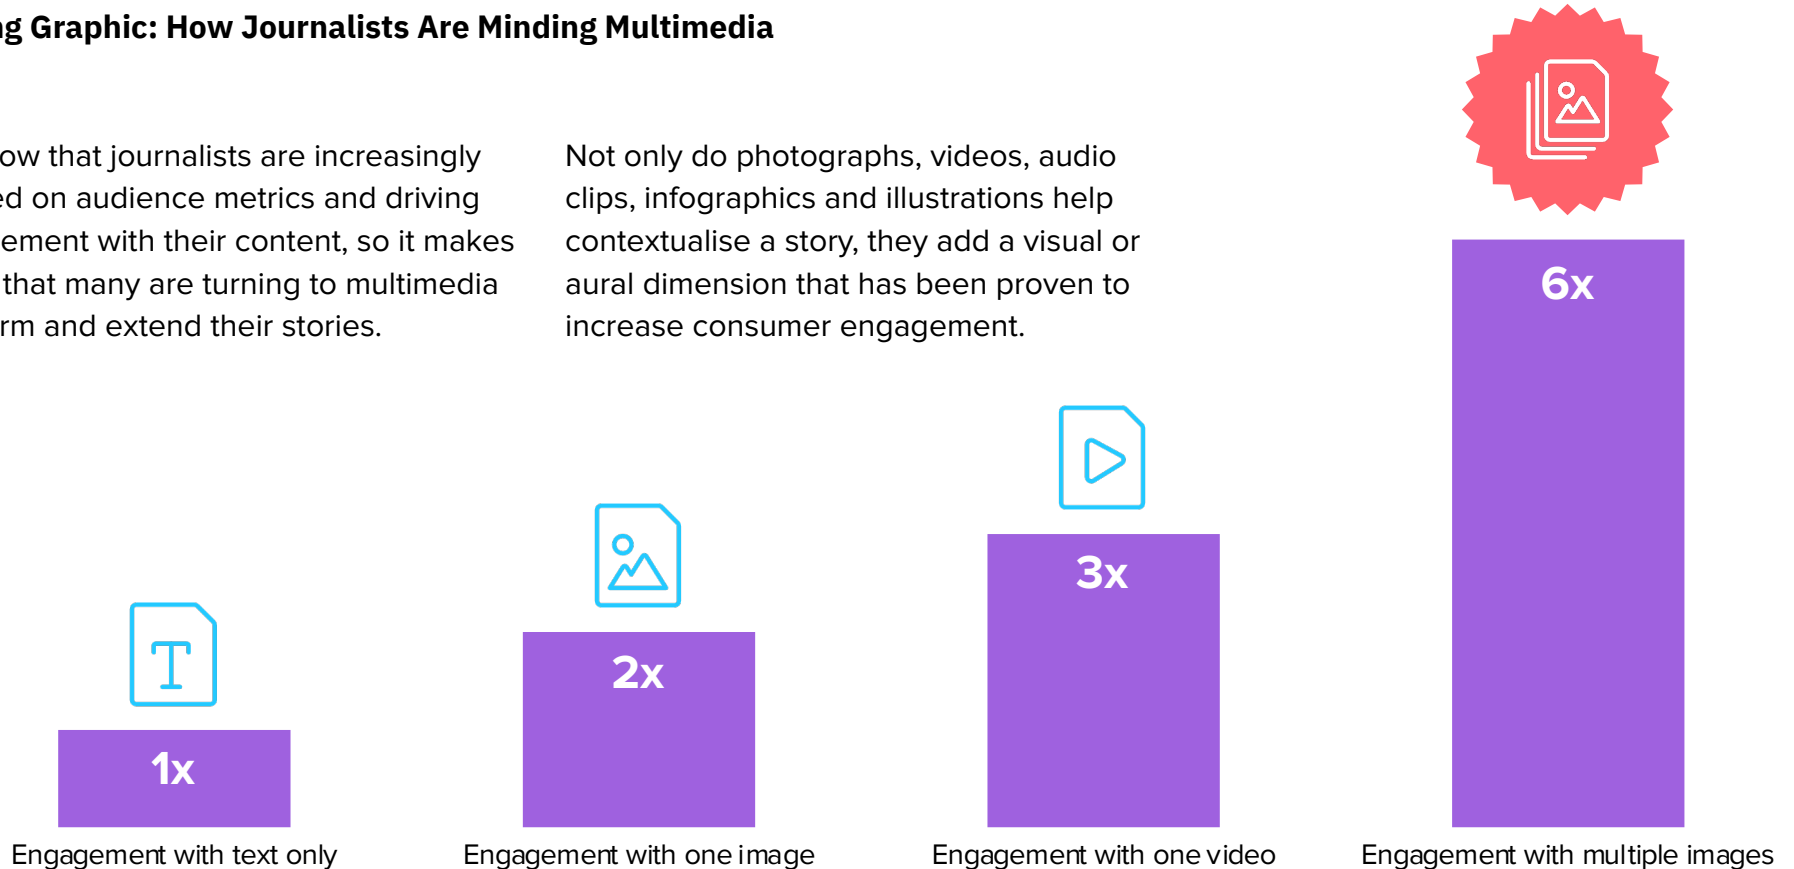 ng Graphic: How Journalists Are Minding Multimedia
ow that journalists are increasingly
ed on audience metrics and driving
ement with their content, so it makes
that many are turning to multimedia
rm and extend their stories.
Not only do photographs, videos, audio
clips, infographics and illustrations help
contextualise a story, they add a visual or
aural dimension that has been proven to
increase consumer engagement.
1x
2x
3x
6x
Engagement with text only
Engagement with one image
Engagement with one video
Engagement with multiple images